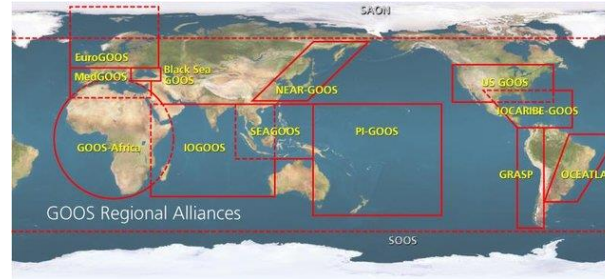 SAON
EuroGOOS
MedGOOS
Black Sea
GOOS
NEAR-GOOS
US GOOS
IOCARIBE-GOOS
GOOS-Africa
IOGOOS
SEAGOOS
PI-GOOS
GRASP
OCEATLAN
GOOS Regional Alliances
SOOS